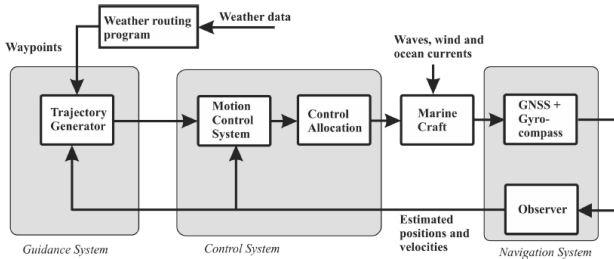 Weather routing
program
Weather data
Waypoints
Waves, wind and
ocean currents
Trajectory
Generator
Motion
Control
System
Control
Allocation
Marine
Craft
GNSS +
Gyro-
compass
Observer
Estimated
positions and
velocities
Guidance System
Control System
Navigation System